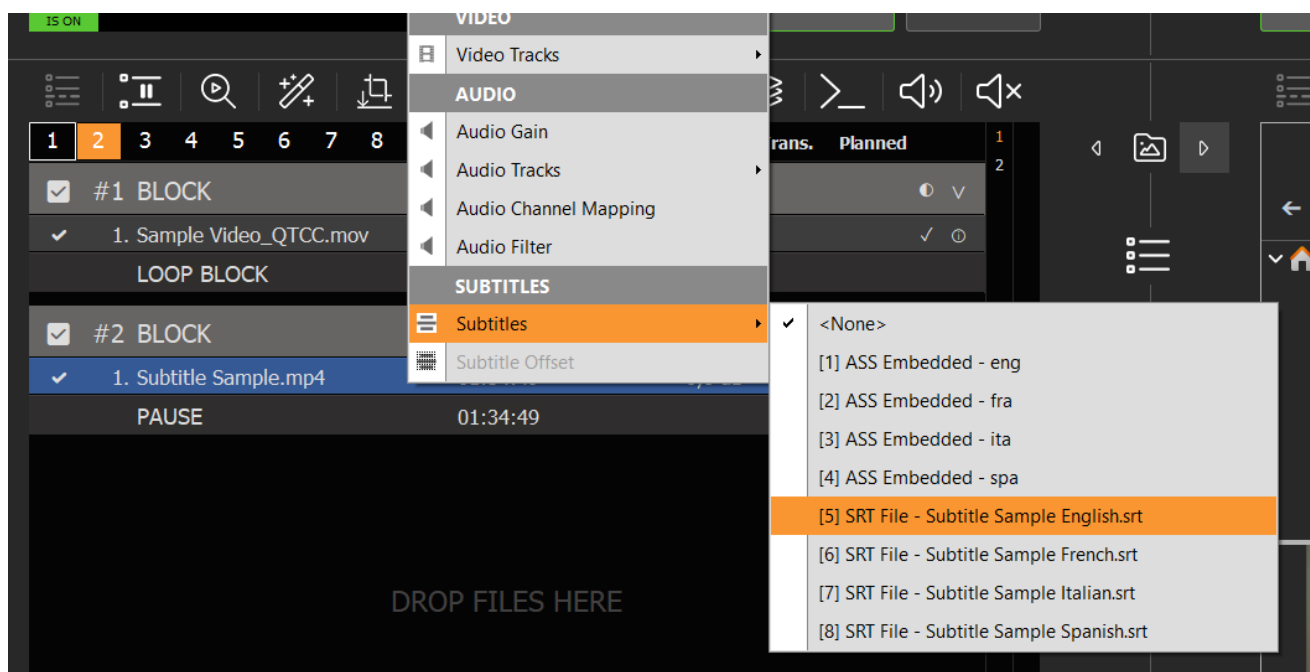 IS ON
VIDEO
Video Tracks
AUDIO
Audio Gain
Audio Tracks
Audio Channel Mapping
Audio Filter
SUBTITLES
Subtitles
Subtitle Offset
1 2 3 4 5 6 7 8
rans. Planned
1
2
#1 BLOCK
1. Sample Video_QTCC.mov
LOOP BLOCK
#2 BLOCK
1. Subtitle Sample.mp4
PAUSE 01:34:49
<None>
[1] ASS Embedded - eng
[2] ASS Embedded - fra
[3] ASS Embedded - ita
[4] ASS Embedded - spa
[5] SRT File - Subtitle Sample English.srt
[6] SRT File - Subtitle Sample French.srt
[7] SRT File - Subtitle Sample Italian.srt
[8] SRT File - Subtitle Sample Spanish.srt
DROP FILES HERE